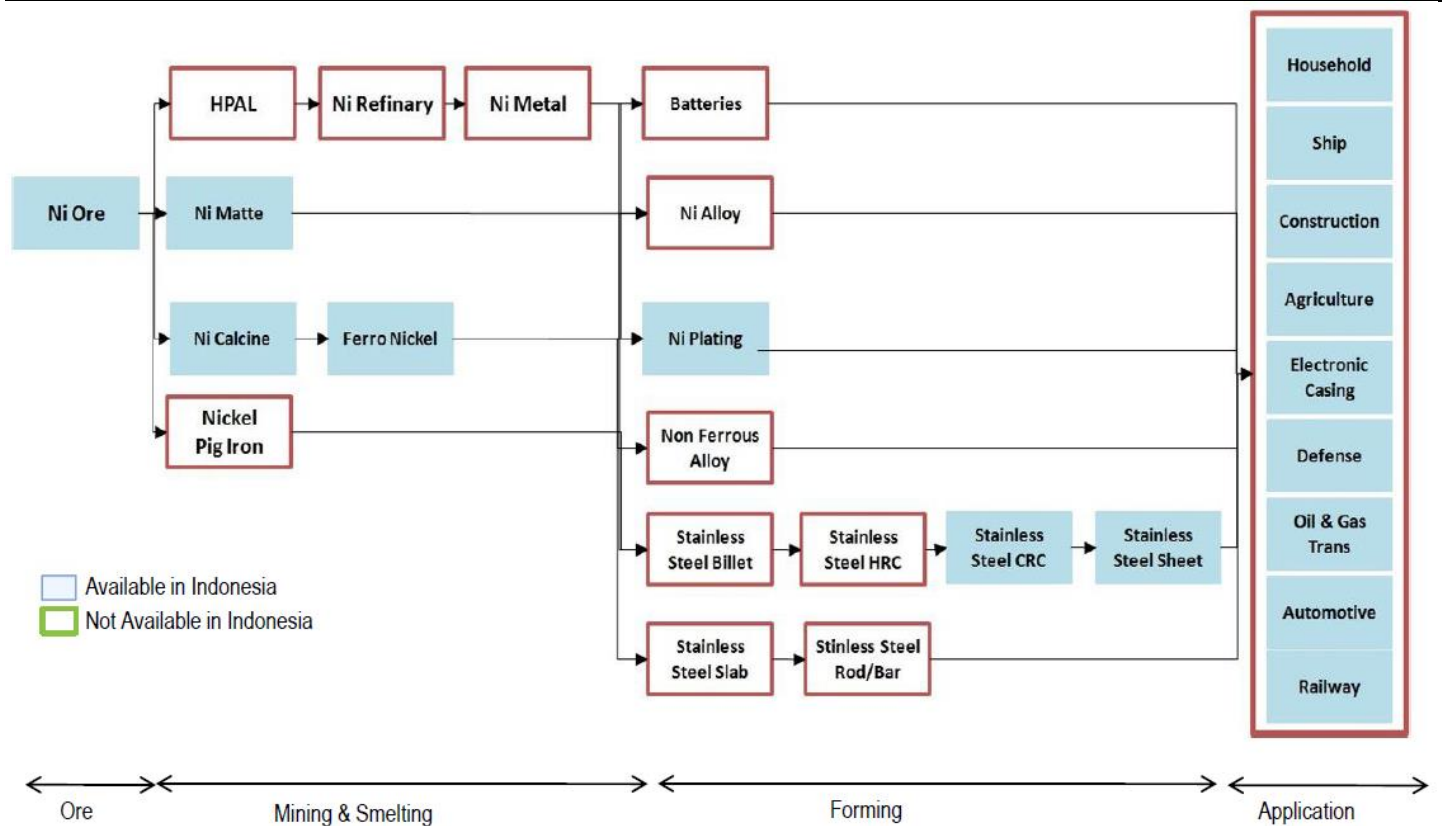 HPAL
Ni Refinary
Ni Metal
Batteries
Household
Ship
Ni Ore
Ni Matte
Ni Alloy
Construction
Agriculture
Ni Calcine
Ferro Nickel
Ni Plating
Electronic
Casing
Nickel
Pig Iron
Non Ferrous
Alloy
Defense
Stainless
Steel Billet
Stainless
Steel HRC
Stainless
Steel CRC
Stainless
Steel Sheet
Oil & Gas
Trans
Available in Indonesia
Not Available in Indonesia
Automotive
Stainless
Steel Slab
Stinless Steel
Rod/Bar
Railway
Ore
Mining & Smelting
Forming
Application